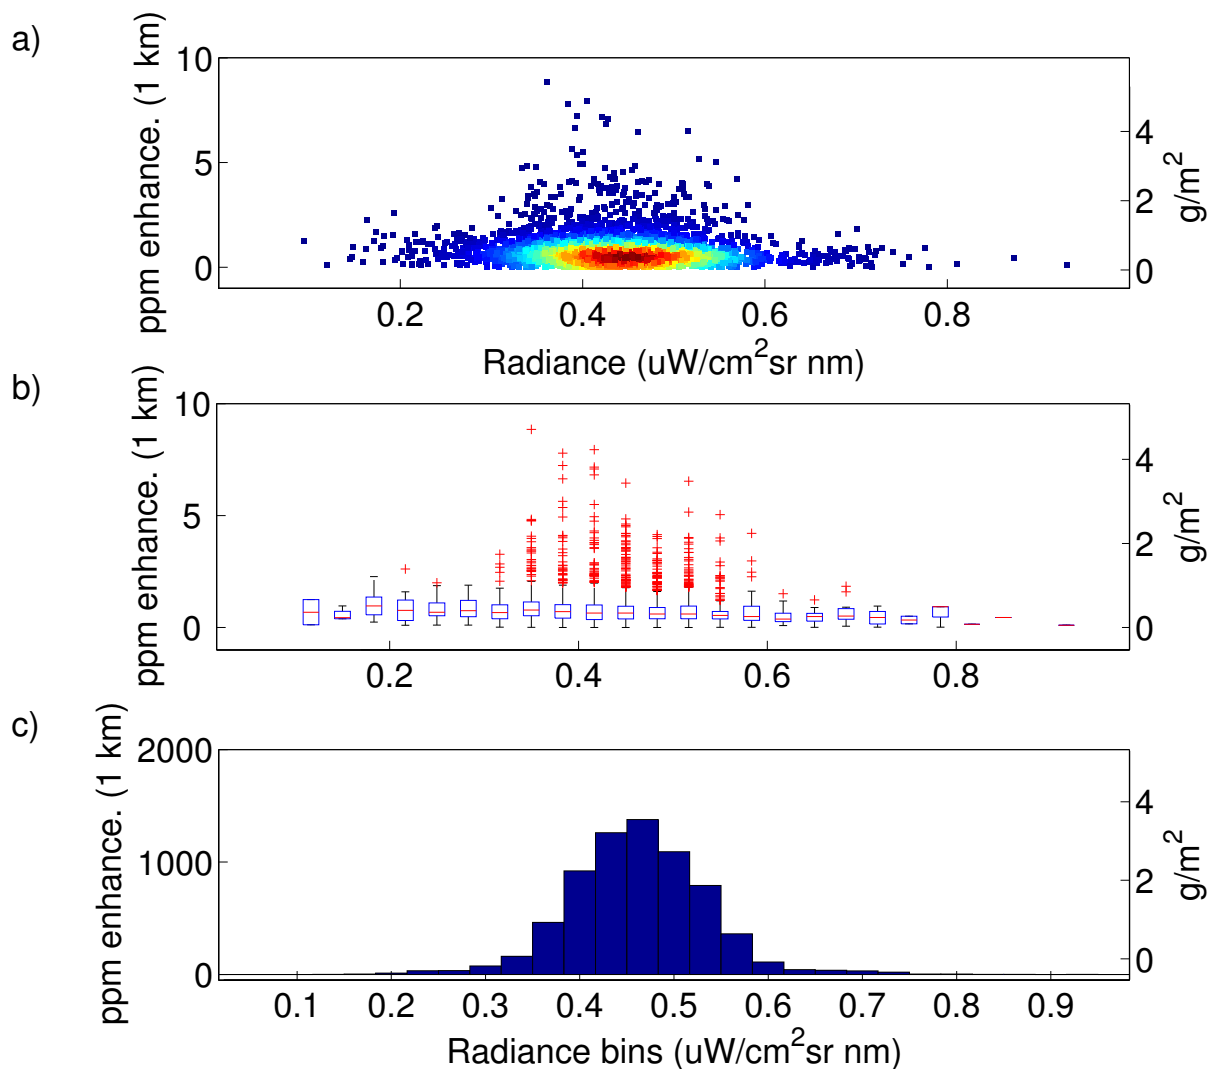 a)
ppm enhance. (1 km)
10
5
0
4
2
0
g/m²
0.2 0.4 0.6 0.8
Radiance (uW/cm²sr nm)
b)
ppm enhance. (1 km)
10
5
0
4
2
0
g/m²
0.2 0.4 0.6 0.8
c)
ppm enhance. (1 km)
2000
1000
0
4
2
0
g/m²
0.1 0.2 0.3 0.4 0.5 0.6 0.7 0.8 0.9
Radiance bins (uW/cm²sr nm)